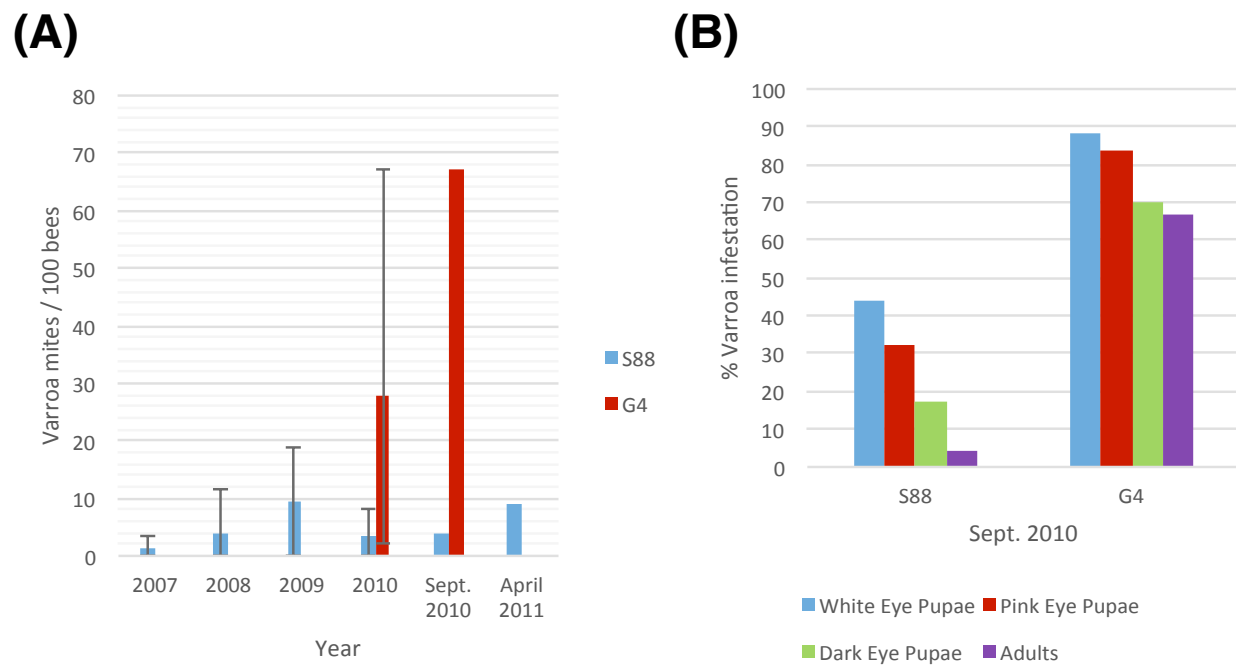 (A)
80
70
60
50
40
30
20
10
0
Varroa mites / 100 bees
2007 2008 2009 2010 Sept. April
2010 2011
Year
S88
G4
(B)
100
90
80
70
60
50
40
30
20
10
0
% Varroa infestation
S88 G4
Sept. 2010
White Eye Pupae Pink Eye Pupae
Dark Eye Pupae Adults